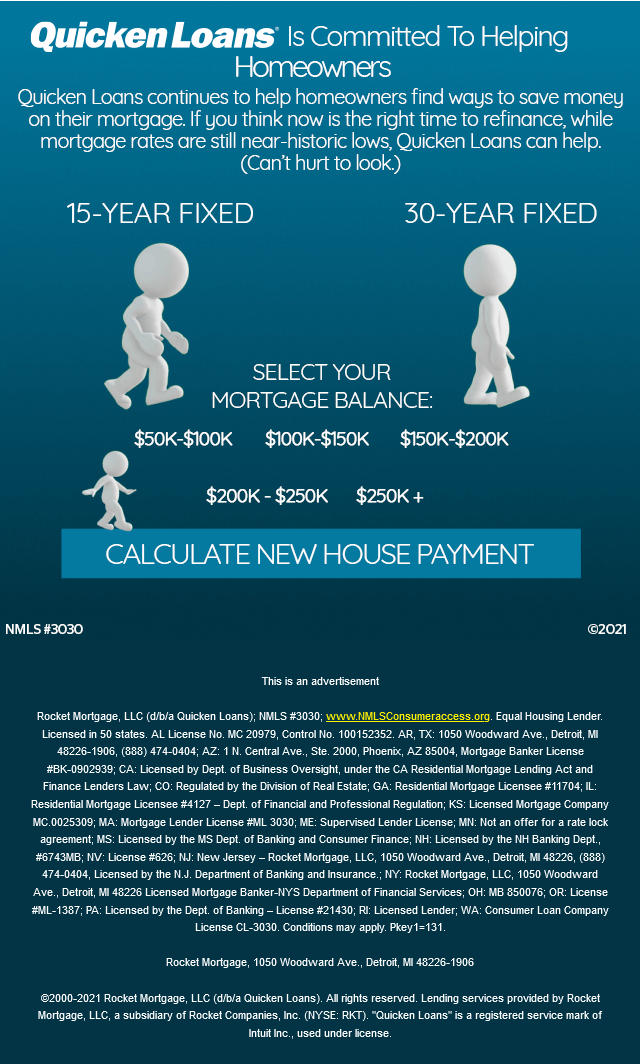 Quicken Loans® Is Committed To Helping
Homeowners
Quicken Loans continues to help homeowners find ways to save money
on their mortgage. If you think now is the right time to refinance, while
mortgage rates are still near-historic lows, Quicken Loans can help.
(Can't hurt to look.)
15-YEAR FIXED 30-YEAR FIXED
SELECT YOUR
MORTGAGE BALANCE:
$50K-$100K $100K-$150K $150K-$200K
$200K - $250K $250K +
CALCULATE NEW HOUSE PAYMENT
NMLS #3030 ©2021
This is an advertisement
Rocket Mortgage, LLC (d/b/a Quicken Loans); NMLS #3030; www.NMLSConsumeraccess.org. Equal Housing Lender.
Licensed in 50 states. AL License No. MC 20979, Control No. 100152352. AR, TX: 1050 Woodward Ave., Detroit, MI
48226-1906, (888) 474-0404; AZ: 1 N. Central Ave., Ste. 2000, Phoenix, AZ 85004, Mortgage Banker License
#BK-0902939; CA: Licensed by Dept. of Business Oversight, under the CA Residential Mortgage Lending Act and
Finance Lenders Law; CO: Regulated by the Division of Real Estate; GA: Residential Mortgage Licensee #11704; IL:
Residential Mortgage Licensee #4127 – Dept. of Financial and Professional Regulation; KS: Licensed Mortgage Company
MC.0025309; MA: Mortgage Lender License #ML 3030; ME: Supervised Lender License; MN: Not an offer for a rate lock
agreement; MS: Licensed by the MS Dept. of Banking and Consumer Finance; NH: Licensed by the NH Banking Dept.,
#6743MB; NV: License #626; NJ: New Jersey – Rocket Mortgage, LLC, 1050 Woodward Ave., Detroit, MI 48226, (888)
474-0404, Licensed by the N.J. Department of Banking and Insurance.; NY: Rocket Mortgage, LLC, 1050 Woodward
Ave., Detroit, MI 48226 Licensed Mortgage Banker-NYS Department of Financial Services; OH: MB 850076; OR: License
#ML-1387; PA: Licensed by the Dept. of Banking – License #21430; RI: Licensed Lender; WA: Consumer Loan Company
License CL-3030. Conditions may apply. Pkey1=131.
Rocket Mortgage, 1050 Woodward Ave., Detroit, MI 48226-1906
©2000-2021 Rocket Mortgage, LLC (d/b/a Quicken Loans). All rights reserved. Lending services provided by Rocket
Mortgage, LLC, a subsidiary of Rocket Companies, Inc. (NYSE: RKT). "Quicken Loans" is a registered service mark of
Intuit Inc., used under license.